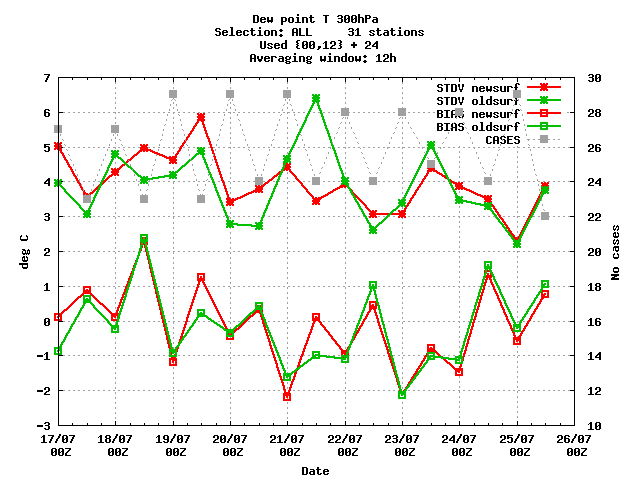 Dew point T 300hPa
Selection: ALL     31 stations
Used {00,12} + 24
Averaging window: 12h
7 30
STDV newsurf
STDV oldsurf
6 28
BIAS newsurf
BIAS oldsurf
CASES
5 26
4 24
3 22
2 20
1 18
0 16
-1 14
-2 12
-3 10
deg C
No cases
17/07 18/07 19/07 20/07 21/07 22/07 23/07 24/07 25/07 26/07
00Z 00Z 00Z 00Z 00Z 00Z 00Z 00Z 00Z 00Z
Date